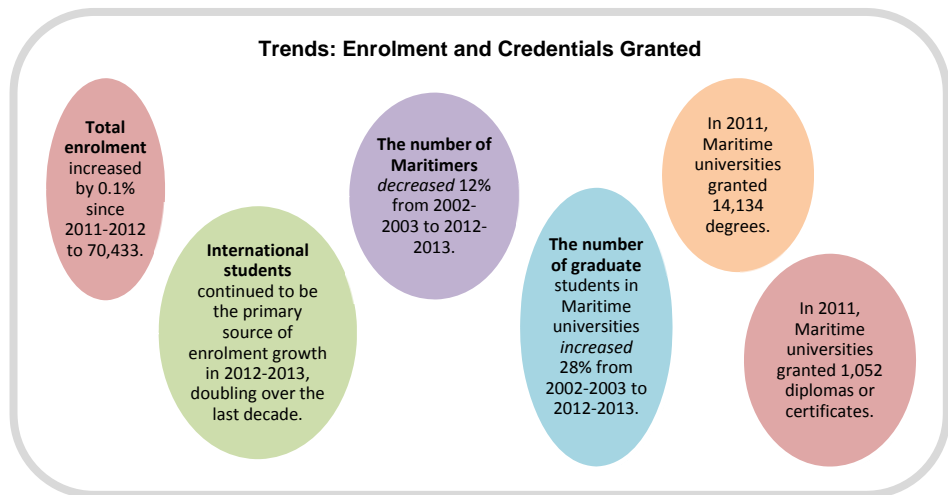 Trends: Enrolment and Credentials Granted
Total
enrolment
increased
by 0.1%
since
2011-2012
to 70,433.
International
students
continued to be
the primary
source of
enrolment growth
in 2012-2013,
doubling over the
last decade.
The number of
Maritimers
decreased 12%
from 2002-
2003 to 2012-
2013.
The number
of graduate
students in
Maritime
universities
increased
28% from
2002-2003 to
2012-2013.
In 2011,
Maritime
universities
granted
14,134
degrees.
In 2011,
Maritime
universities
granted 1,052
diplomas or
certificates.